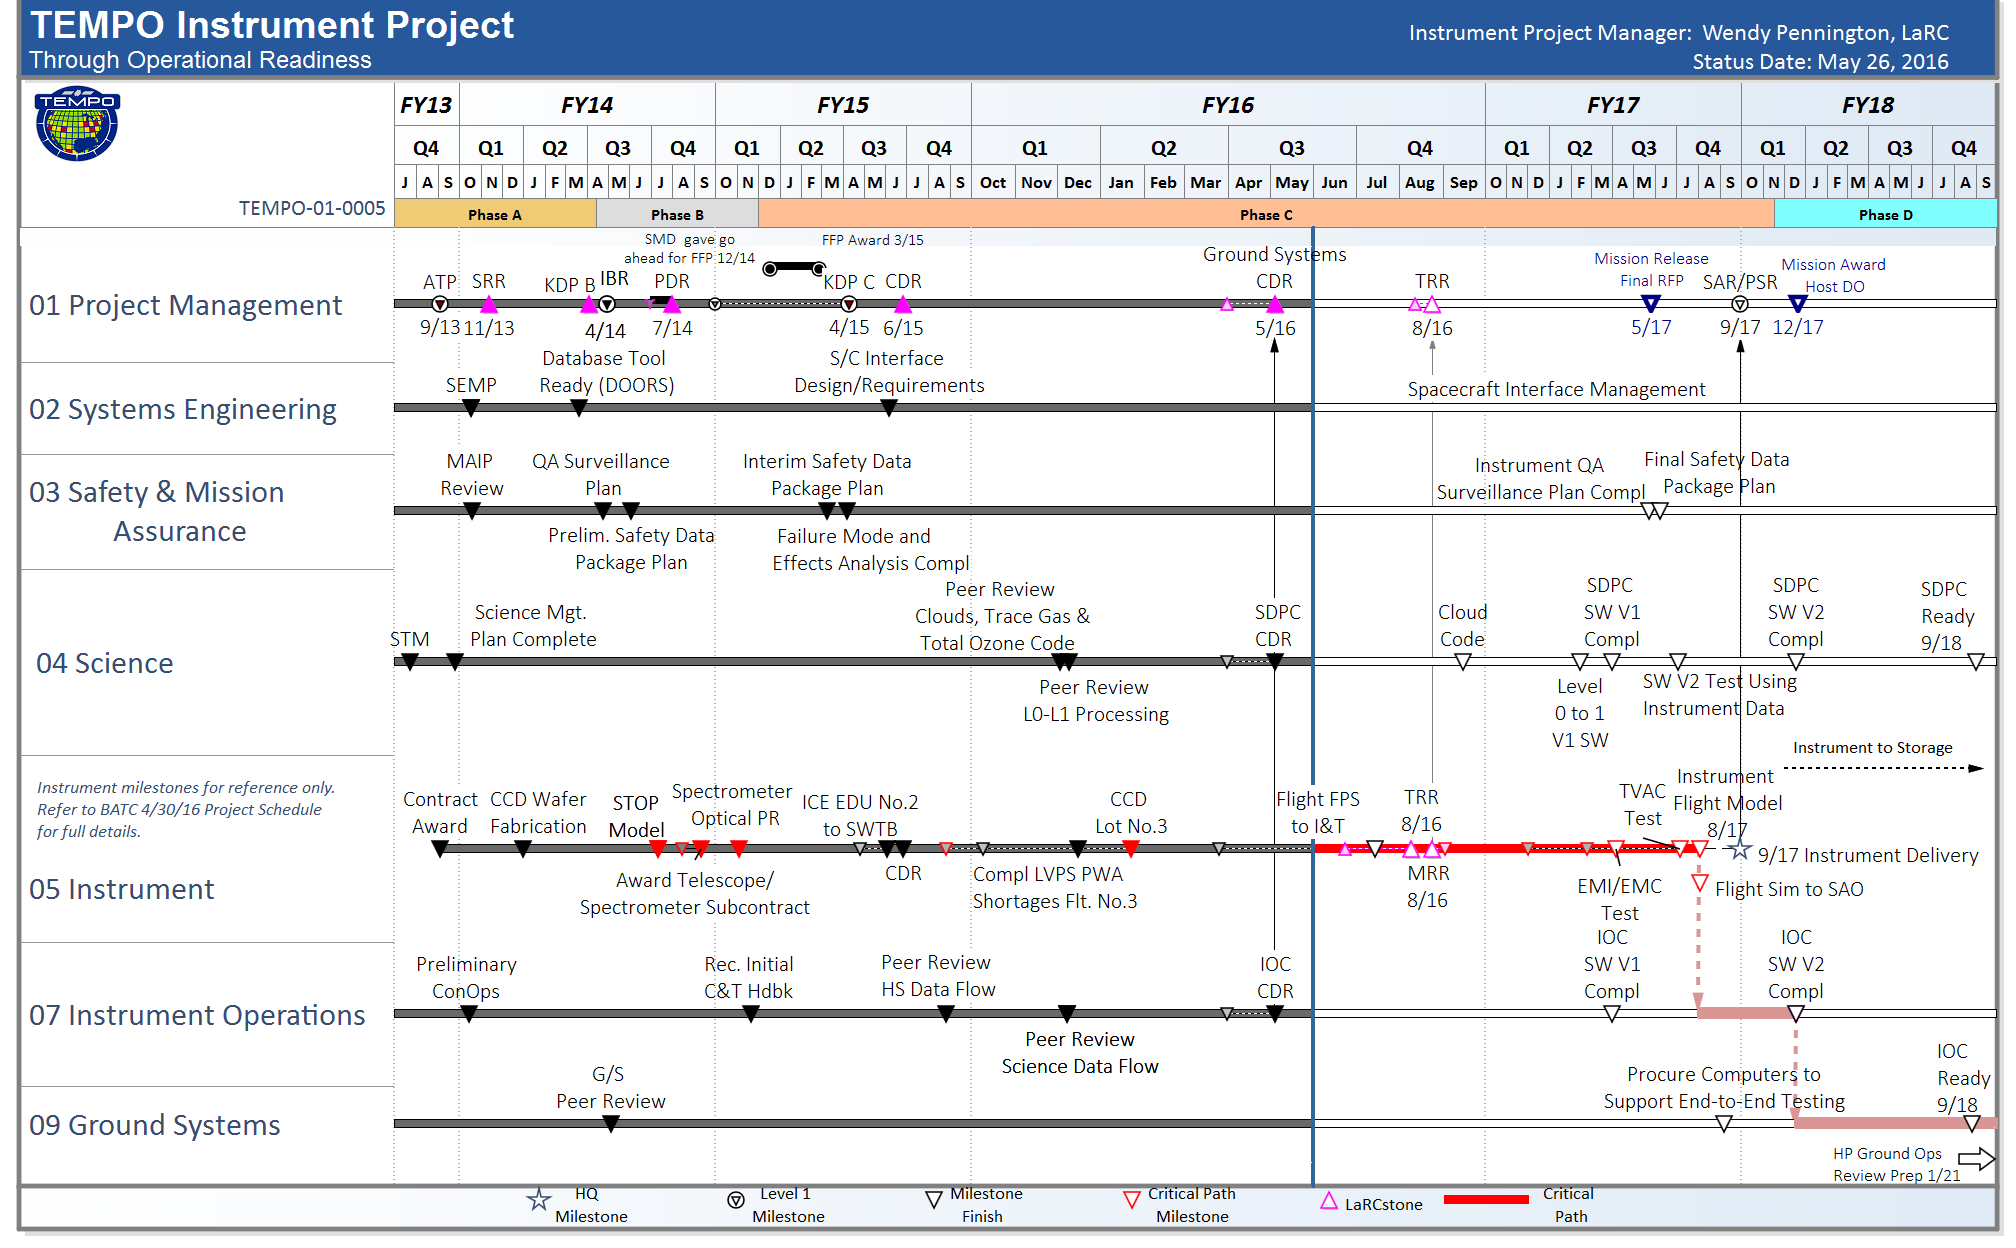 TEMPO Instrument Project
Through Operational Readiness
Instrument Project Manager: Wendy Pennington, LaRC
Status Date: May 26, 2016
TEMPO
TEMPO-01-0005
FY13 FY14 FY15 FY16 FY17 FY18
Q4 Q1 Q2 Q3 Q4 Q1 Q2 Q3 Q4 Q1 Q2 Q3 Q4 Q1 Q2 Q3 Q4 Q1 Q2 Q3 Q4
J A S O N D J F M A M J J A S O N D J F M A M J J A S Oct Nov Dec Jan Feb Mar Apr May Jun Jul Aug Sep O N D J F M A M J J A S O N D J F M A M J J A S
Phase A Phase B Phase C Phase D
01 Project Management
SMD gave go
ahead for FFP 12/14
FFP Award 3/15
Ground Systems
Mission Release
Final RFP
Mission Award
Host DO
ATP SRR KDP B IBR PDR KDP C CDR CDR TRR SAR/PSR
9/13 11/13 4/14 7/14 4/15 6/15 5/16 8/16 5/17 9/17 12/17
02 Systems Engineering
SEMP
Database Tool
Ready (DOORS)
S/C Interface
Design/Requirements
Spacecraft Interface Management
03 Safety & Mission
Assurance
MAIP
Review
QA Surveillance
Plan
Prelim. Safety Data
Package Plan
Interim Safety Data
Package Plan
Failure Mode and
Effects Analysis Compl
Instrument QA
Surveillance Plan Compl
Final Safety Data
Package Plan
04 Science
STM
Science Mgt.
Plan Complete
Peer Review
Clouds, Trace Gas &
Total Ozone Code
Peer Review
L0-L1 Processing
SDPC
CDR
Cloud
Code
SDPC
SW V1
Compl
Level
0 to 1
V1 SW
SW V2 Test Using
Instrument Data
SDPC
SW V2
Compl
SDPC
Ready
9/18
Instrument milestones for reference only.
Refer to BATC 4/30/16 Project Schedule
for full details.
05 Instrument
Contract
Award
CCD Wafer
Fabrication
STOP
Model
Spectrometer
Optical PR
Award Telescope/
Spectrometer Subcontract
ICE EDU No.2
to SWTB
CDR
Compl LVPS PWA
Shortages Flt. No.3
CCD
Lot No.3
Flight FPS
to I&T
TRR
8/16
MRR
8/16
EMI/EMC
Test
TVAC
Test
Instrument
Flight Model
8/17
Instrument to Storage
9/17 Instrument Delivery
Flight Sim to SAO
07 Instrument Operations
Preliminary
ConOps
Rec. Initial
C&T Hdbk
Peer Review
HS Data Flow
Peer Review
Science Data Flow
IOC
CDR
IOC
SW V1
Compl
IOC
SW V2
Compl
09 Ground Systems
G/S
Peer Review
Procure Computers to
Support End-to-End Testing
IOC
Ready
9/18
HP Ground Ops
Review Prep 1/21
HQ
Milestone
Level 1
Milestone
Milestone
Finish
Critical Path
Milestone
LaRCstone
Critical
Path